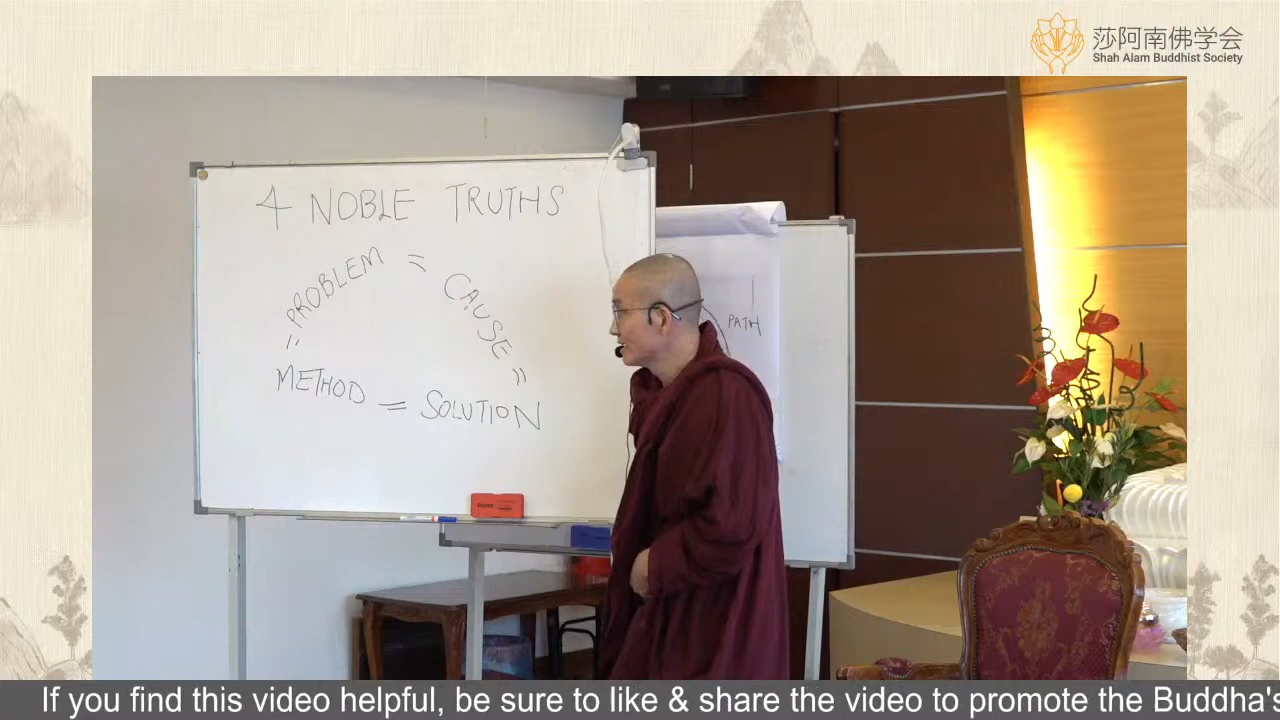 莎阿南佛学会
Shah Alam Buddhist Society
4 NOBLE TRUTHS
PROBLEM = CAUSE
=
=
METHOD = SOLUTION
PATH
If you find this video helpful, be sure to like & share the video to promote the Buddha's